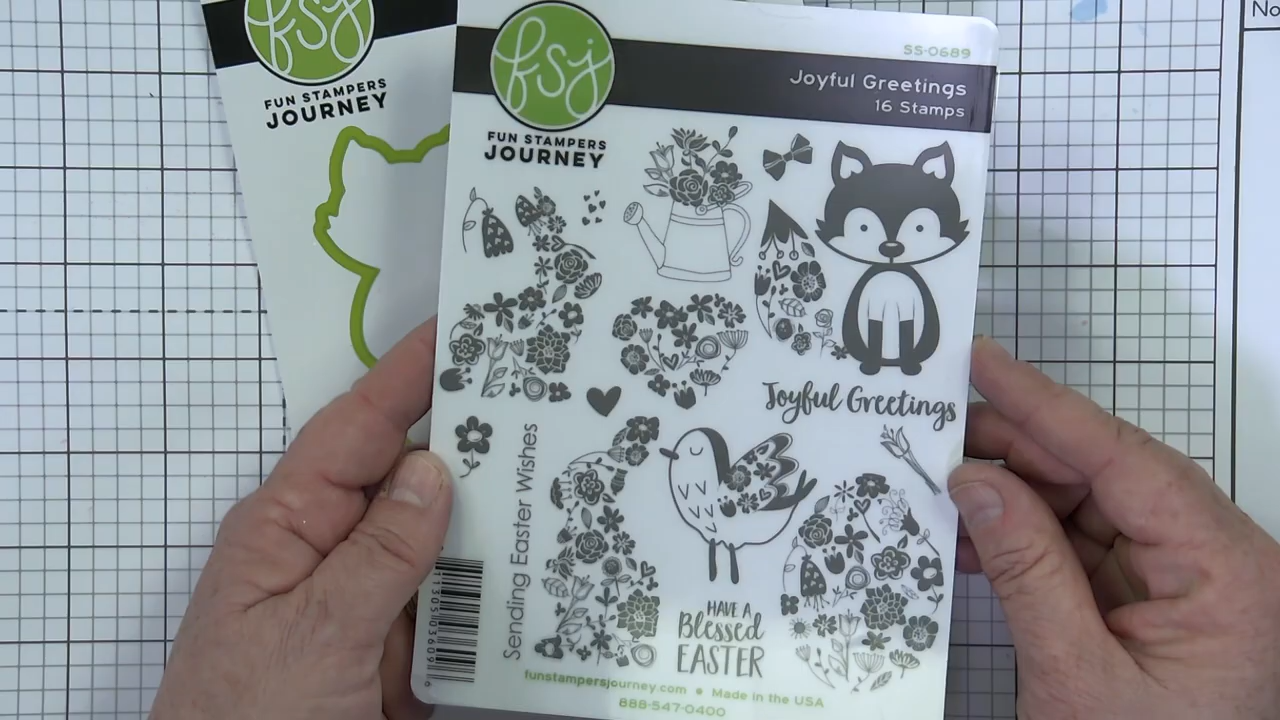 fsj
FUN STAMPERS
JOURNEY
fsj
FUN STAMPERS
JOURNEY
SS-0689
Joyful Greetings
16 Stamps
Joyful Greetings
Sending Easter Wishes
HAVE A
Blessed
EASTER
funstampersjourney.com • Made in the USA
888-547-0400
No